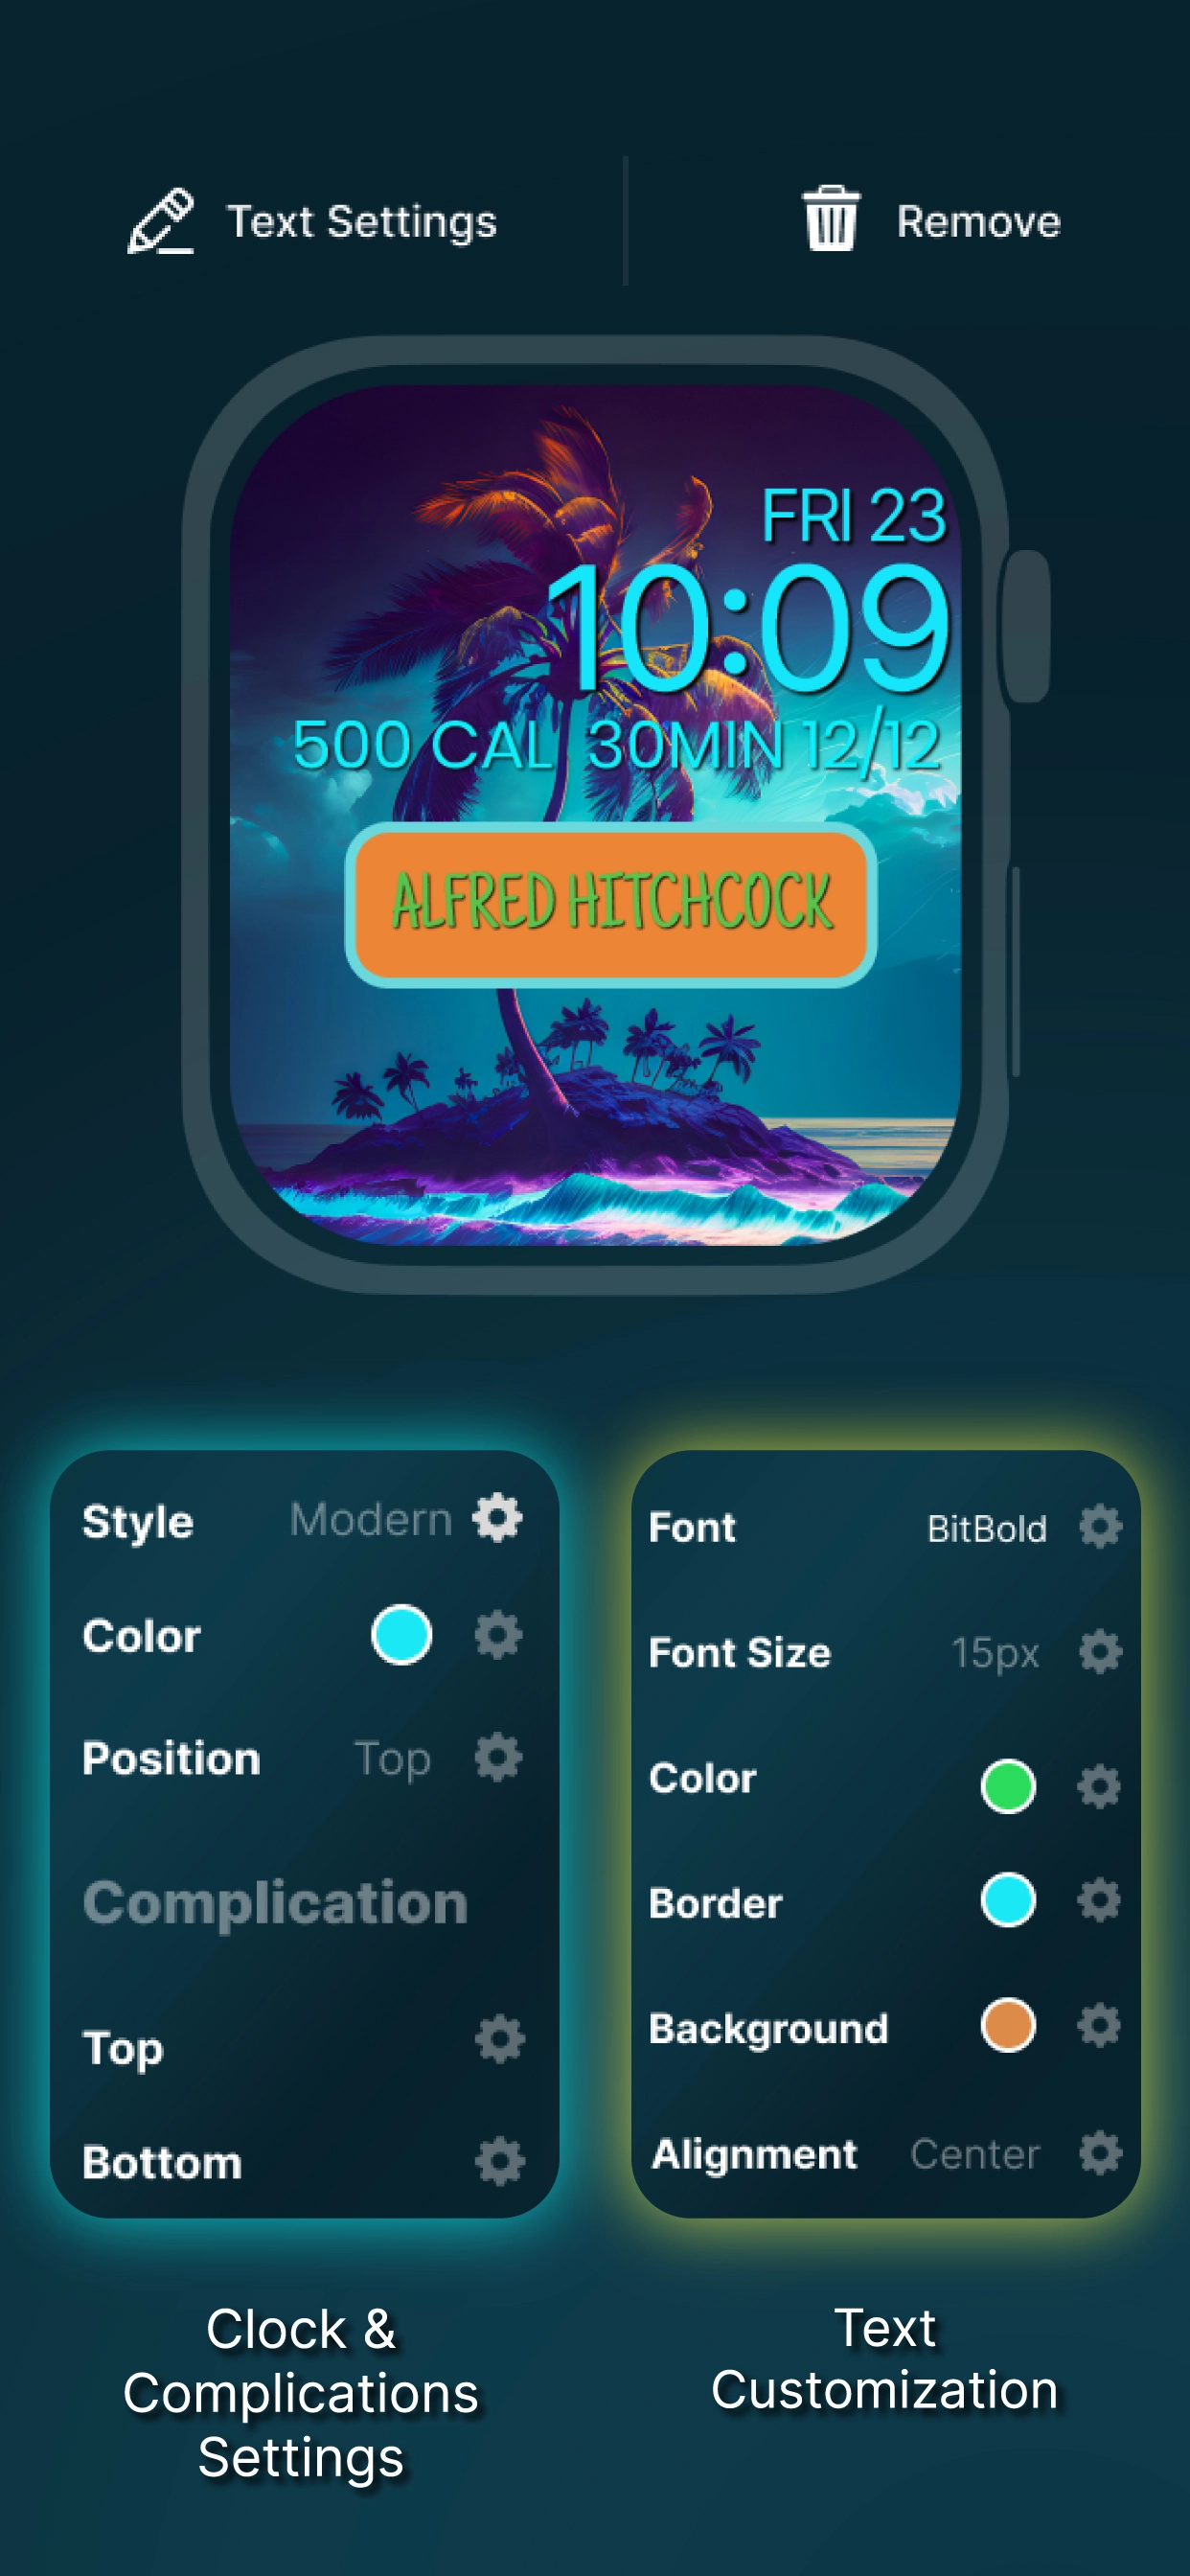 Text Settings
Remove
FRI 23
10:09
500 CAL 30MIN 12/12
ALFRED HITCHCOCK
Style Modern
Color
Position Top
Complication
Top
Bottom
Font BitBold
Font Size 15px
Color
Border
Background
Alignment Center
Clock &
Complications
Settings
Text
Customization